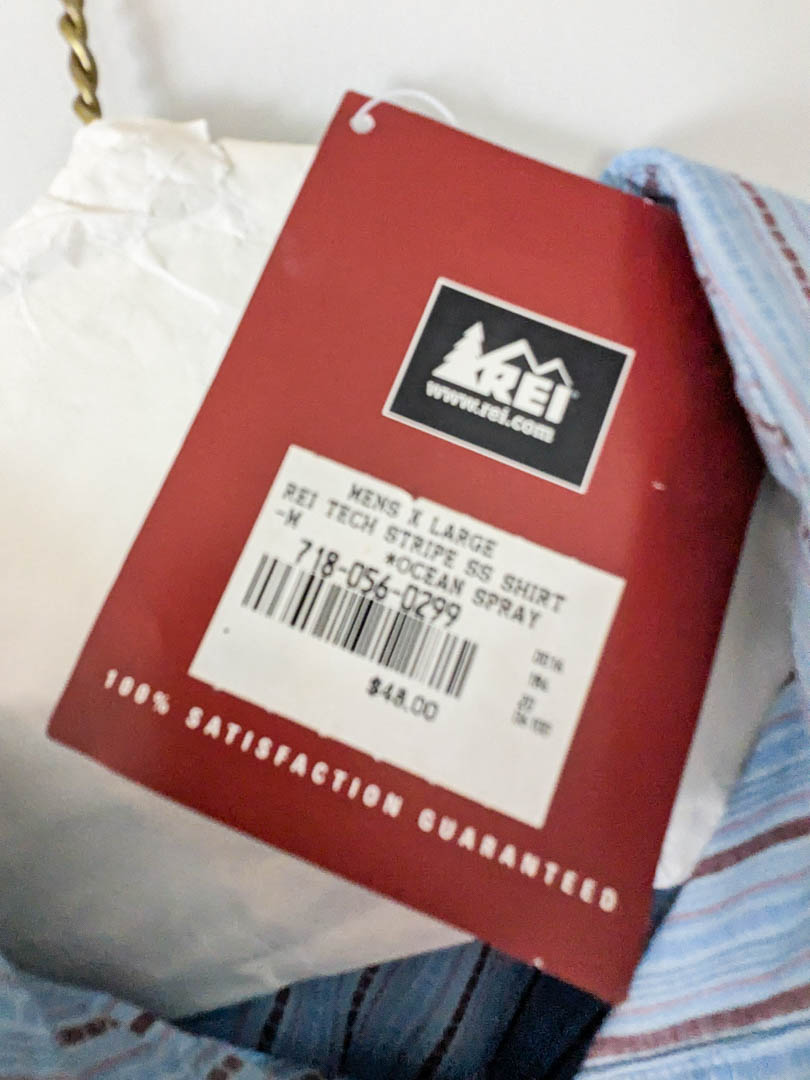 REI
www.rei.com
MENS X LARGE
REI TECH STRIPE SS SHIRT
-M *OCEAN SPRAY
718-056-0299
$48.00
100% SATISFACTION GUARANTEED